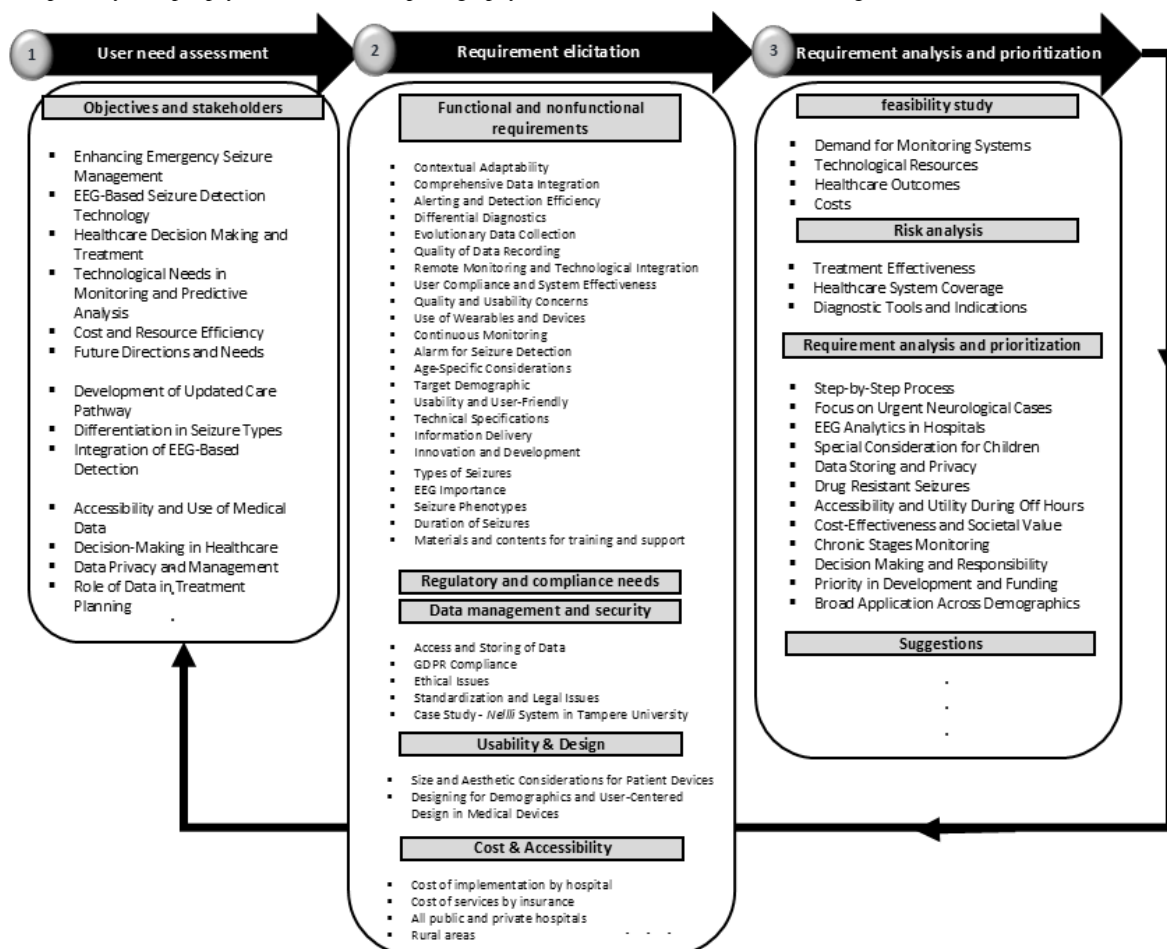 1
User need assessment
2
Requirement elicitation
3
Requirement analysis and prioritization
Objectives and stakeholders
▪ Enhancing Emergency Seizure
Management
▪ EEG-Based Seizure Detection
Technology
▪ Healthcare Decision Making and
Treatment
▪ Technological Needs in
Monitoring and Predictive
Analysis
▪ Cost and Resource Efficiency
▪ Future Directions and Needs
▪ Development of Updated Care
Pathway
▪ Differentiation in Seizure Types
▪ Integration of EEG-Based
Detection
▪ Accessibility and Use of Medical
Data
▪ Decision-Making in Healthcare
▪ Data Privacy and Management
▪ Role of Data in Treatment
Planning
.
Functional and nonfunctional
requirements
▪ Contextual Adaptability
▪ Comprehensive Data Integration
▪ Alerting and Detection Efficiency
▪ Differential Diagnostics
▪ Evolutionary Data Collection
▪ Quality of Data Recording
▪ Remote Monitoring and Technological Integration
▪ User Compliance and System Effectiveness
▪ Quality and Usability Concerns
▪ Use of Wearables and Devices
▪ Continuous Monitoring
▪ Alarm for Seizure Detection
▪ Age-Specific Considerations
▪ Target Demographic
▪ Usability and User-Friendly
▪ Technical Specifications
▪ Information Delivery
▪ Innovation and Development
▪ Types of Seizures
▪ EEG Importance
▪ Seizure Phenotypes
▪ Duration of Seizures
▪ Materials and contents for training and support
Regulatory and compliance needs
Data management and security
▪ Access and Storing of Data
▪ GDPR Compliance
▪ Ethical Issues
▪ Standardization and Legal Issues
▪ Case Study - Nellli System in Tampere University
Usability & Design
▪ Size and Aesthetic Considerations for Patient Devices
▪ Designing for Demographics and User-Centered
Design in Medical Devices
Cost & Accessibility
▪ Cost of implementation by hospital
▪ Cost of services by insurance
▪ All public and private hospitals
▪ Rural areas . . .
feasibility study
▪ Demand for Monitoring Systems
▪ Technological Resources
▪ Healthcare Outcomes
▪ Costs
Risk analysis
▪ Treatment Effectiveness
▪ Healthcare System Coverage
▪ Diagnostic Tools and Indications
Requirement analysis and prioritization
▪ Step-by-Step Process
▪ Focus on Urgent Neurological Cases
▪ EEG Analytics in Hospitals
▪ Special Consideration for Children
▪ Data Storing and Privacy
▪ Drug Resistant Seizures
▪ Accessibility and Utility During Off Hours
▪ Cost-Effectiveness and Societal Value
▪ Chronic Stages Monitoring
▪ Decision Making and Responsibility
▪ Priority in Development and Funding
▪ Broad Application Across Demographics
Suggestions
.
.
.